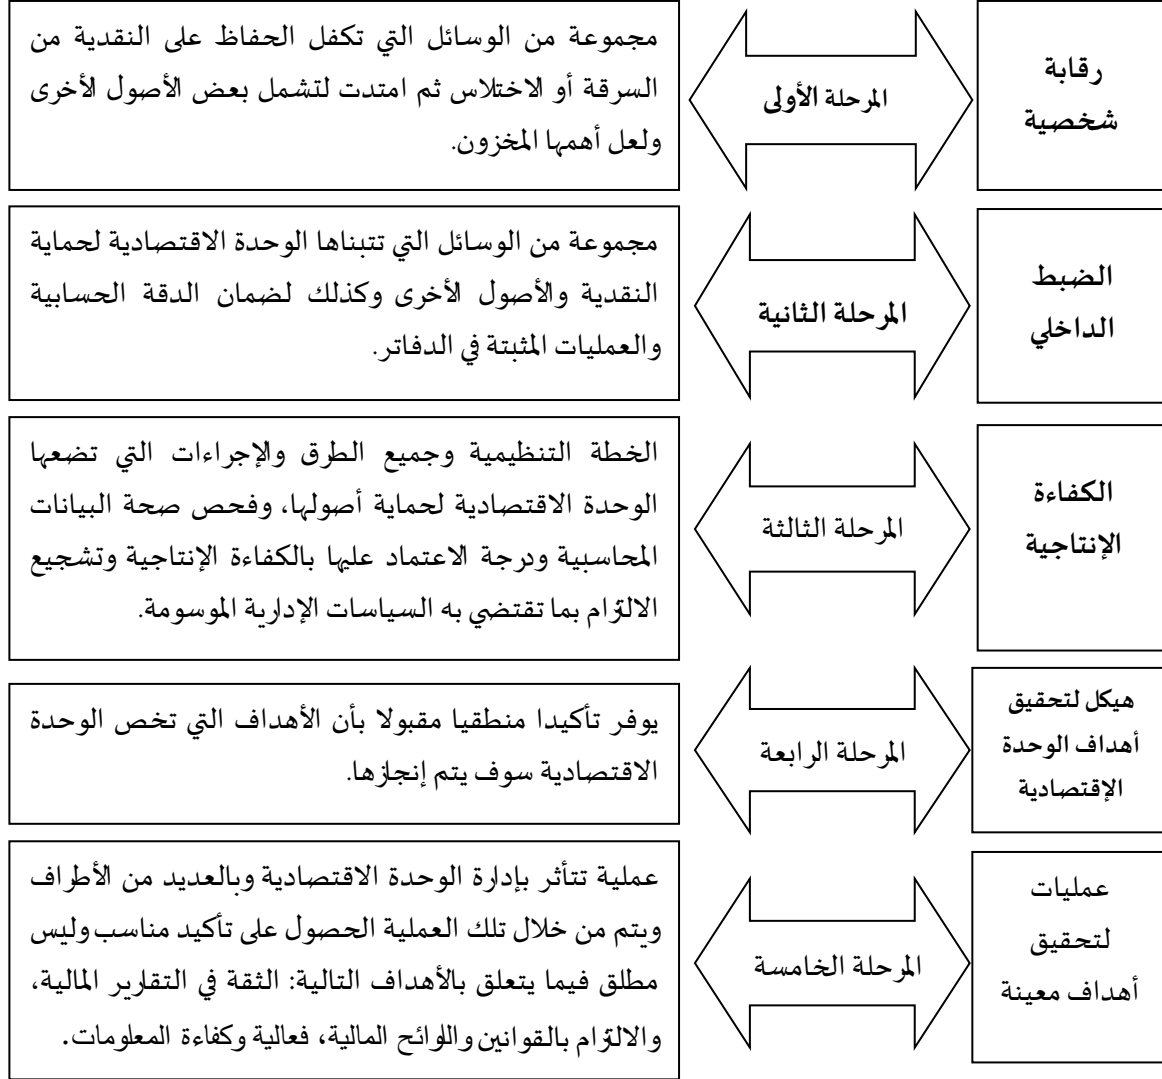 رقابة
شخصية
المرحلة الأولى
مجموعة من الوسائل التي تكفل الحفاظ على النقدية من
السرقة أو الاختلاس ثم امتدت لتشمل بعض الأصول الأخرى
ولعل أهمها المخزون.
الضبط
الداخلي
المرحلة الثانية
مجموعة من الوسائل التي تتبناها الوحدة الاقتصادية لحماية
النقدية والأصول الأخرى وكذلك لضمان الدقة الحسابية
والعمليات المثبتة في الدفاتر.
الكفاءة
الإنتاجية
المرحلة الثالثة
الخطة التنظيمية وجميع الطرق والإجراءات التي تضعها
الوحدة الاقتصادية لحماية أصولها، وفحص صحة البيانات
المحاسبية ودرجة الاعتماد عليها بالكفاءة الإنتاجية وتشجيع
الالتزام بما تقتضي به السياسات الإدارية الموسومة.
هيكل لتحقيق
أهداف الوحدة
الإقتصادية
المرحلة الرابعة
يوفر تأكيدا منطقيا مقبولا بأن الأهداف التي تخص الوحدة
الاقتصادية سوف يتم إنجازها.
عمليات
لتحقيق
أهداف معينة
المرحلة الخامسة
عملية تتأثر بإدارة الوحدة الاقتصادية وبالعديد من الأطراف
ويتم من خلال تلك العملية الحصول على تأكيد مناسب وليس
مطلق فيما يتعلق بالأهداف التالية: الثقة في التقارير المالية،
والالتزام بالقوانين واللوائح المالية، فعالية وكفاءة المعلومات.